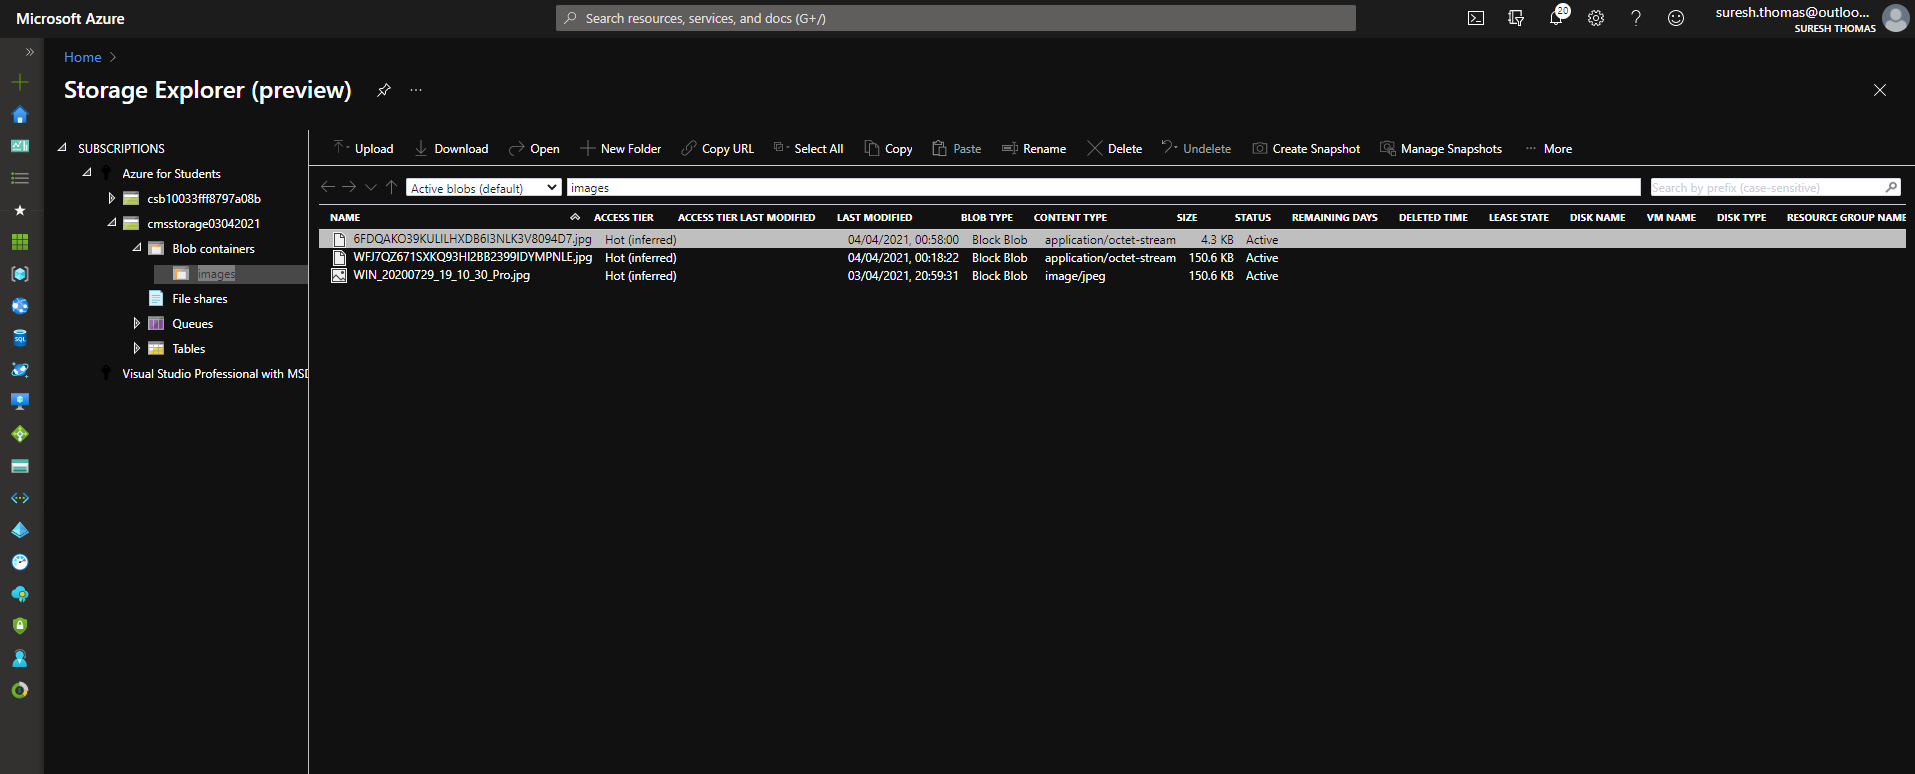 Microsoft Azure
Search resources, services, and docs (G+/)
20
suresh.thomas@outloo...
SURESH THOMAS
Home
Storage Explorer (preview)
SUBSCRIPTIONS
Azure for Students
csb10033fff8797a08b
cmsstorage03042021
Blob containers
images
File shares
Queues
Tables
Visual Studio Professional with MSD
Upload Download Open New Folder Copy URL Select All Copy Paste Rename Delete Undelete Create Snapshot Manage Snapshots More
Active blobs (default) images Search by prefix (case-sensitive)
NAME ACCESS TIER ACCESS TIER LAST MODIFIED LAST MODIFIED BLOB TYPE CONTENT TYPE SIZE STATUS REMAINING DAYS DELETED TIME LEASE STATE DISK NAME VM NAME DISK TYPE RESOURCE GROUP NAME
6FDQAKO39KULILHXDB6I3NLK3V8094D7.jpg Hot (inferred) 04/04/2021, 00:58:00 Block Blob application/octet-stream 4.3 KB Active
WFJ7QZ671SXKQ93HI2BB2399IDYMPNLE.jpg Hot (inferred) 04/04/2021, 00:18:22 Block Blob application/octet-stream 150.6 KB Active
WIN_20200729_19_10_30_Pro.jpg Hot (inferred) 03/04/2021, 20:59:31 Block Blob image/jpeg 150.6 KB Active
SQL